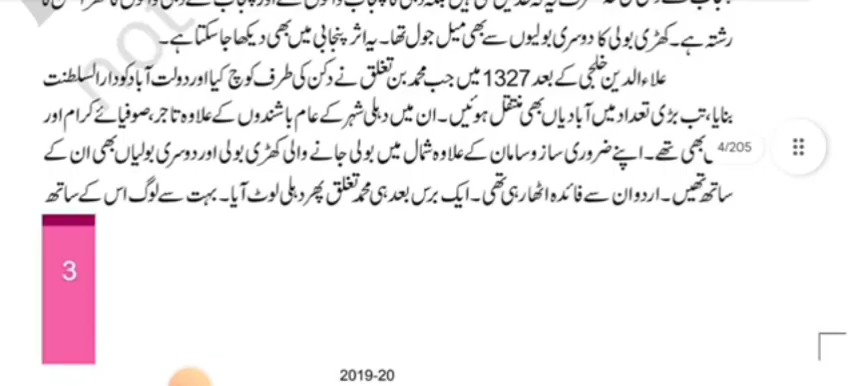 رشتہ ہے۔ کھڑی بولی کا دوسری بولیوں سے بھی میل جول تھا۔ یہ اثر پنجابی میں بھی دیکھا جاسکتا ہے۔
علاء الدین خلجی کے بعد 1327 میں جب محمد بن تغلق نے دکن کی طرف کوچ کیا اور دولت آباد کو دارالسلطنت
بنایا، تب بڑی تعداد میں آبادیاں بھی منتقل ہوئیں۔ ان میں دہلی شہر کے عام باشندوں کے علاوہ تاجر، صوفیائے کرام اور
بھی تھے۔ اپنے ضروری ساز و سامان کے علاوہ شمال میں بولی جانے والی کھڑی بولی اور دوسری بولیاں بھی ان کے
4/205
ساتھ تھیں۔ اردو ان سے فائدہ اٹھا رہی تھی۔ ایک برس بعد ہی محمد تغلق پھر دہلی لوٹ آیا۔ بہت سے لوگ اس کے ساتھ
3
not
2019-20